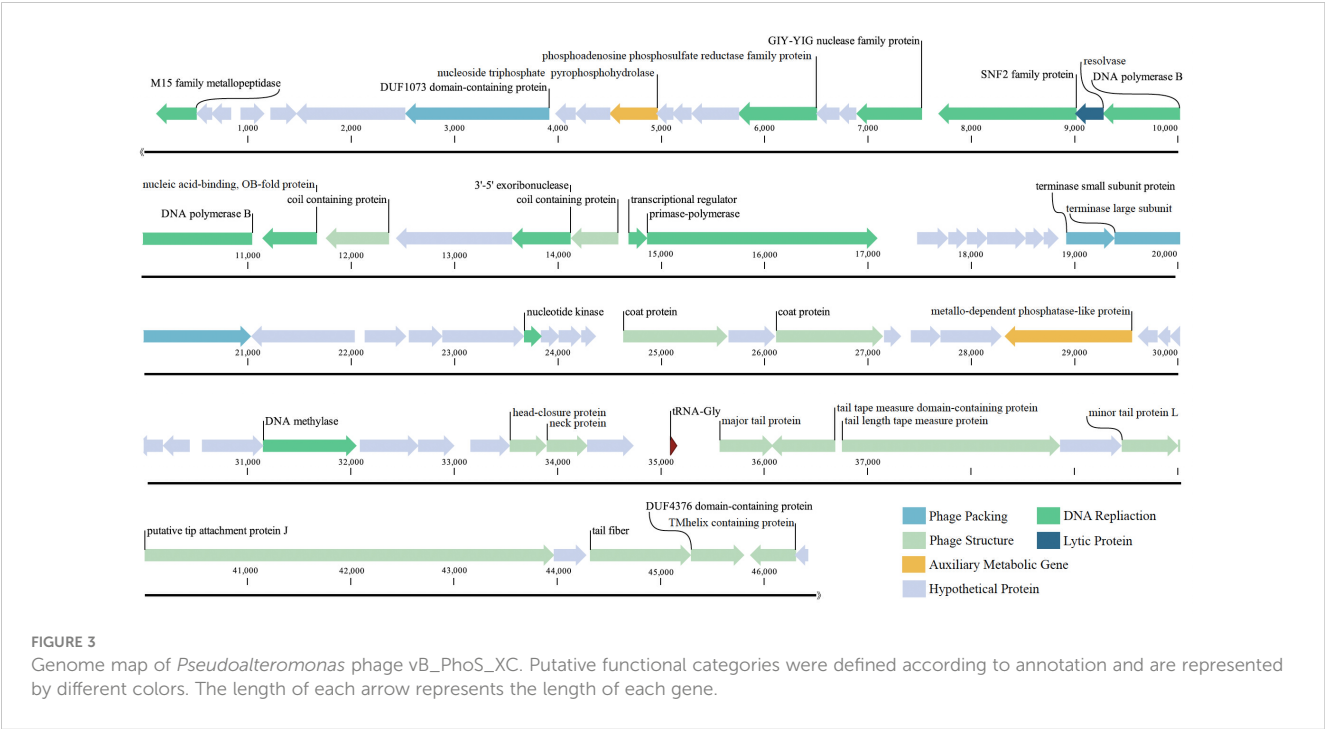 GIY-YIG nuclease family protein
phosphoadenosine phosphosulfate reductase family protein
resolvase
nucleoside triphosphate pyrophosphohydrolase
SNF2 family protein
DNA polymerase B
M15 family metallopeptidase
DUF1073 domain-containing protein
1,000 2,000 3,000 4,000 5,000 6,000 7,000 8,000 9,000 10,000
nucleic acid-binding, OB-fold protein
3'-5' exoribonuclease
terminase small subunit protein
coil containing protein
coil containing protein
transcriptional regulator
terminase large subunit
DNA polymerase B
primase-polymerase
11,000 12,000 13,000 14,000 15,000 16,000 17,000 18,000 19,000 20,000
nucleotide kinase
coat protein
coat protein
metallo-dependent phosphatase-like protein
21,000 22,000 23,000 24,000 25,000 26,000 27,000 28,000 29,000 30,000
DNA methylase
head-closure protein
neck protein
tRNA-Gly
major tail protein
tail tape measure domain-containing protein
tail length tape measure protein
minor tail protein L
31,000 32,000 33,000 34,000 35,000 36,000 37,000
putative tip attachment protein J
tail fiber
DUF4376 domain-containing protein
TMhelix containing protein
41,000 42,000 43,000 44,000 45,000 46,000
Phage Packing
DNA Repliaction
Phage Structure
Lytic Protein
Auxiliary Metabolic Gene
Hypothetical Protein
FIGURE 3
Genome map of Pseudoalteromonas phage vB_PhoS_XC. Putative functional categories were defined according to annotation and are represented
by different colors. The length of each arrow represents the length of each gene.